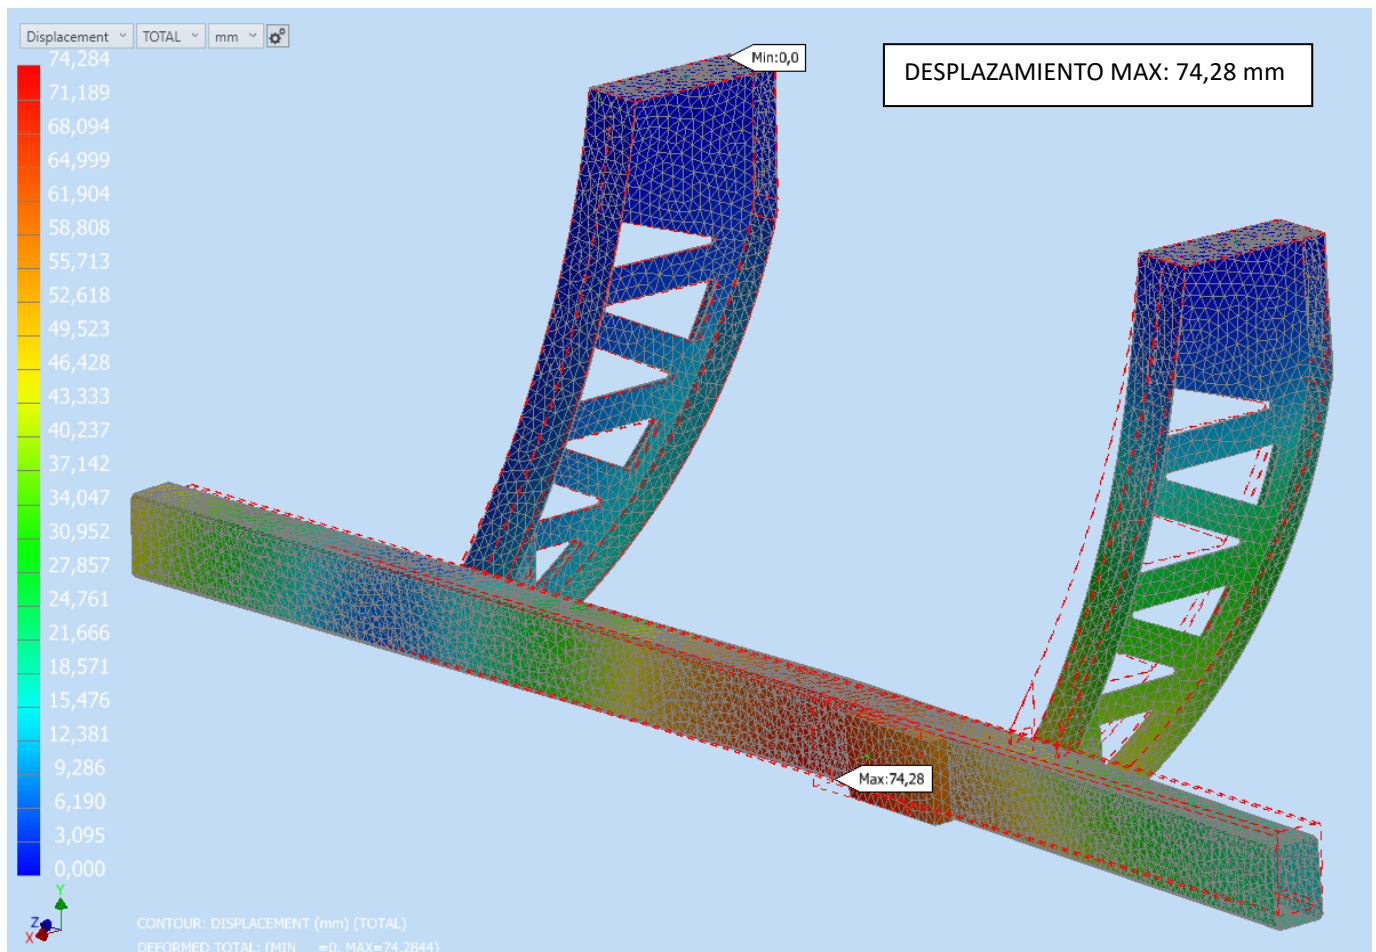 Displacement TOTAL mm
DESPLAZAMIENTO MAX: 74,28 mm
Min:0,0
74,284
71,189
68,094
64,999
61,904
58,808
55,713
52,618
49,523
46,428
43,333
40,237
37,142
34,047
30,952
27,857
24,761
21,666
18,571
15,476
12,381
9,286
6,190
3,095
0,000
Max:74,28
Y
Z
X
CONTOUR: DISPLACEMENT (mm) (TOTAL)
DEFORMED TOTAL: (MIN =0, MAX=74.2844)